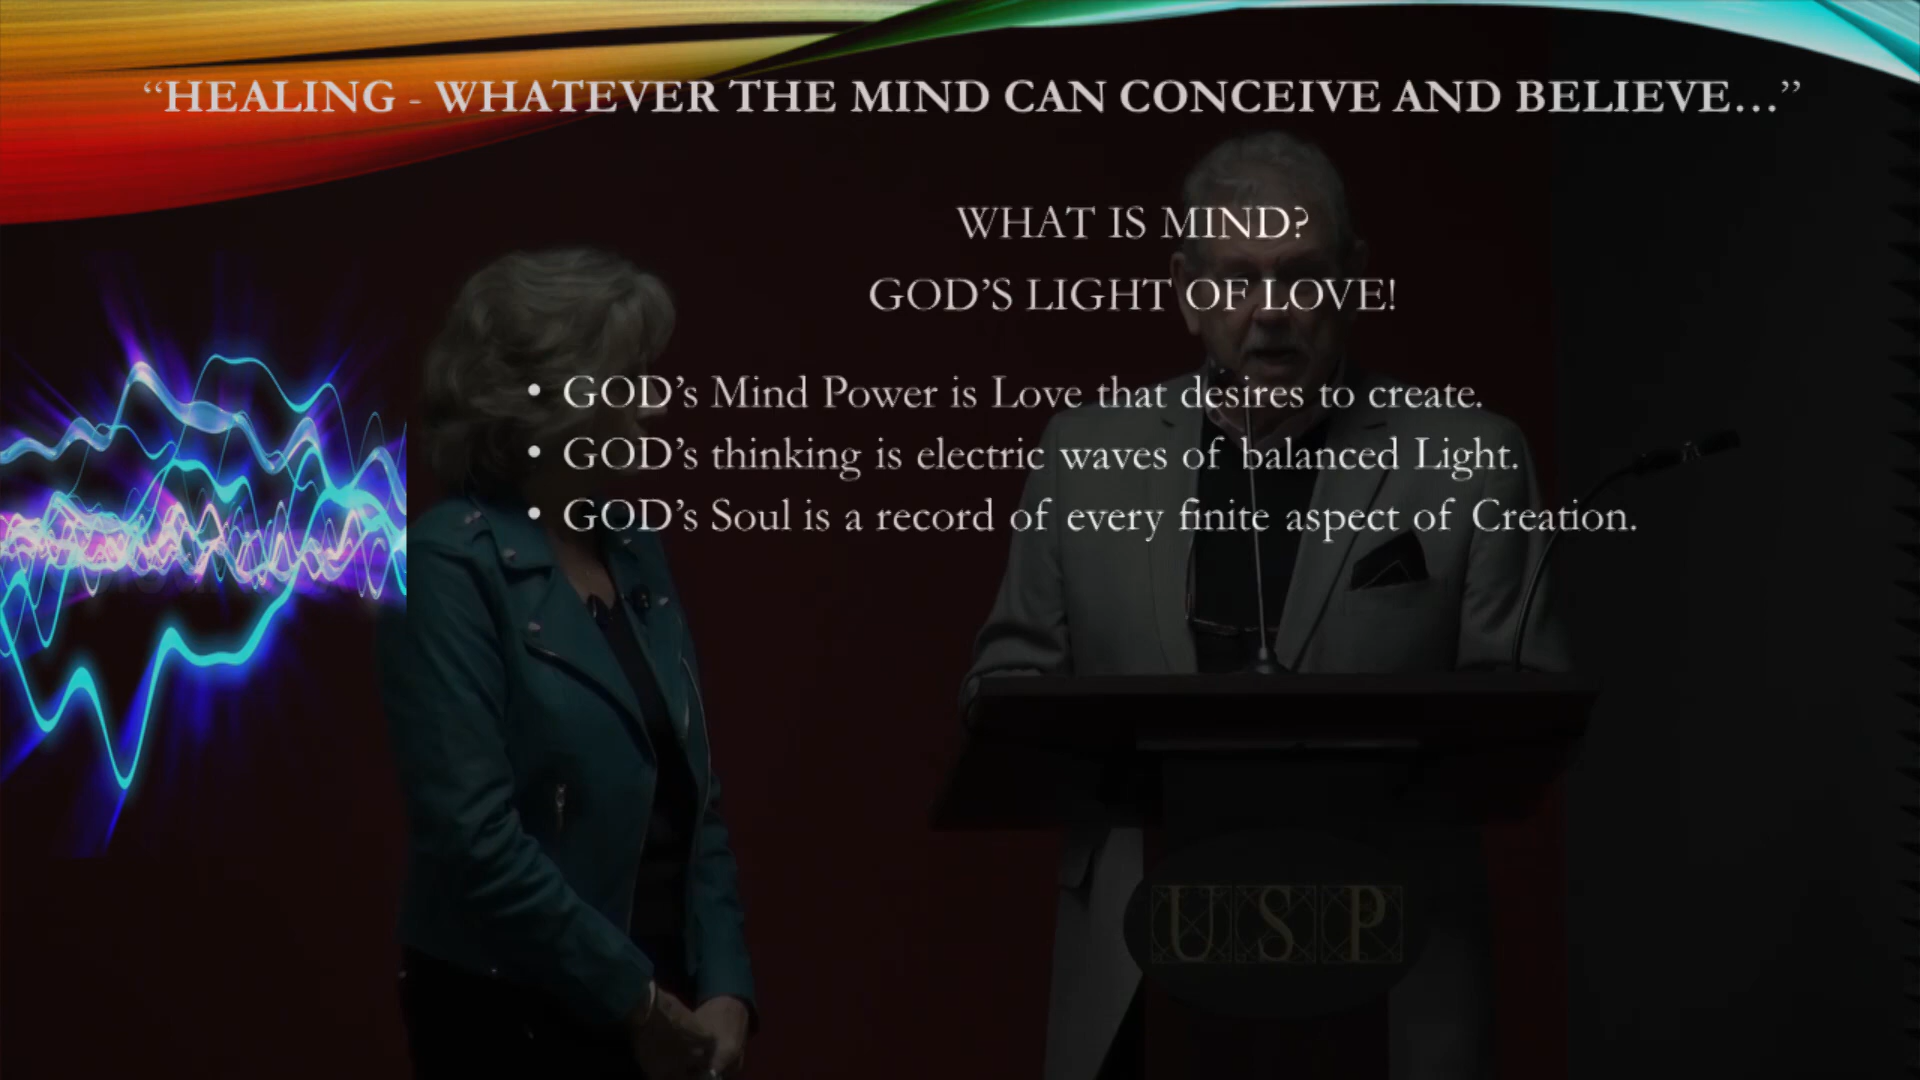 “HEALING - WHATEVER THE MIND CAN CONCEIVE AND BELIEVE…”
WHAT IS MIND?
GOD’S LIGHT OF LOVE!
• GOD’s Mind Power is Love that desires to create.
• GOD’s thinking is electric waves of balanced Light.
• GOD’s Soul is a record of every finite aspect of Creation.
USP